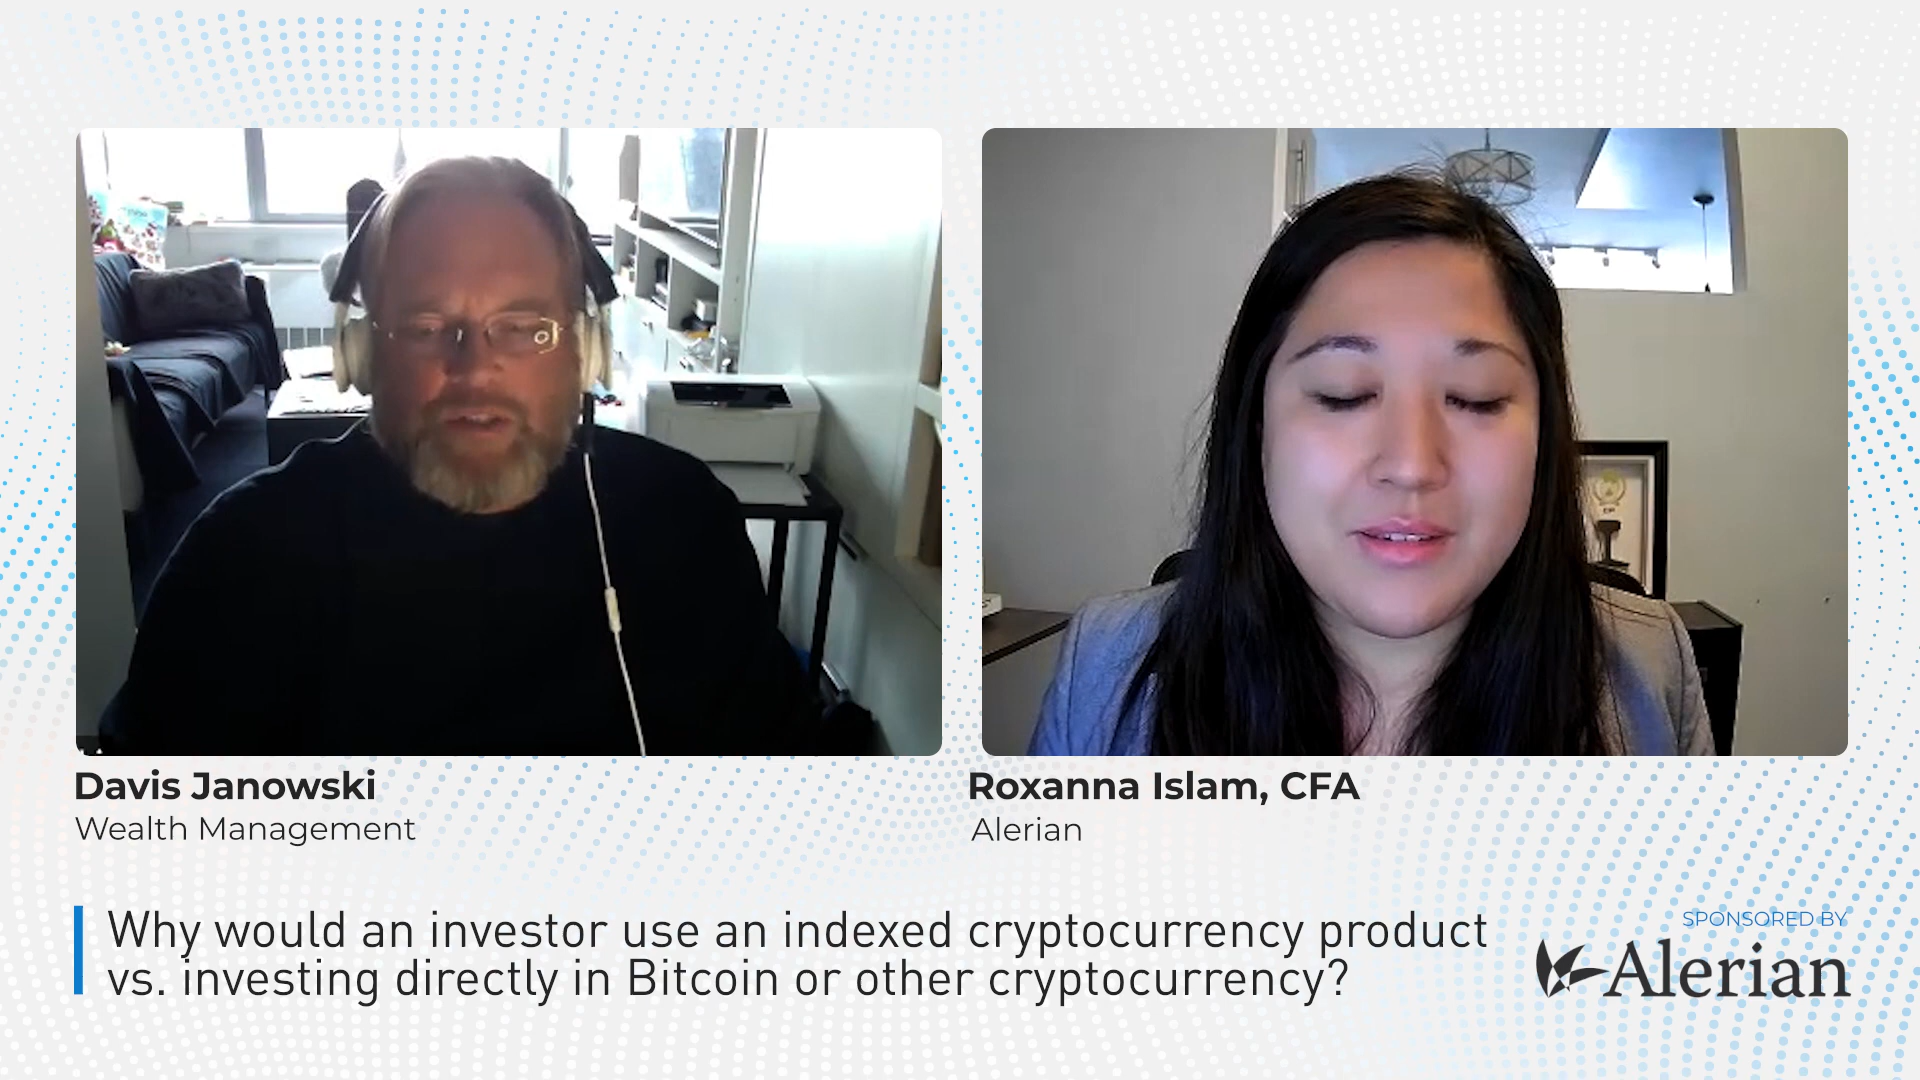 Davis Janowski
Wealth Management
Roxanna Islam, CFA
Alerian
Why would an investor use an indexed cryptocurrency product
vs. investing directly in Bitcoin or other cryptocurrency?
SPONSORED BY
Alerian